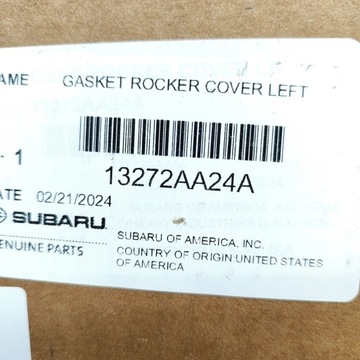 AME GASKET ROCKER COVER LEFT
- 1
13272AA24A
DATE 02/21/2024
SUBARU
ENUINE PARTS
SUBARU OF AMERICA, INC.
COUNTRY OF ORIGIN:UNITED STATES
OF AMERICA